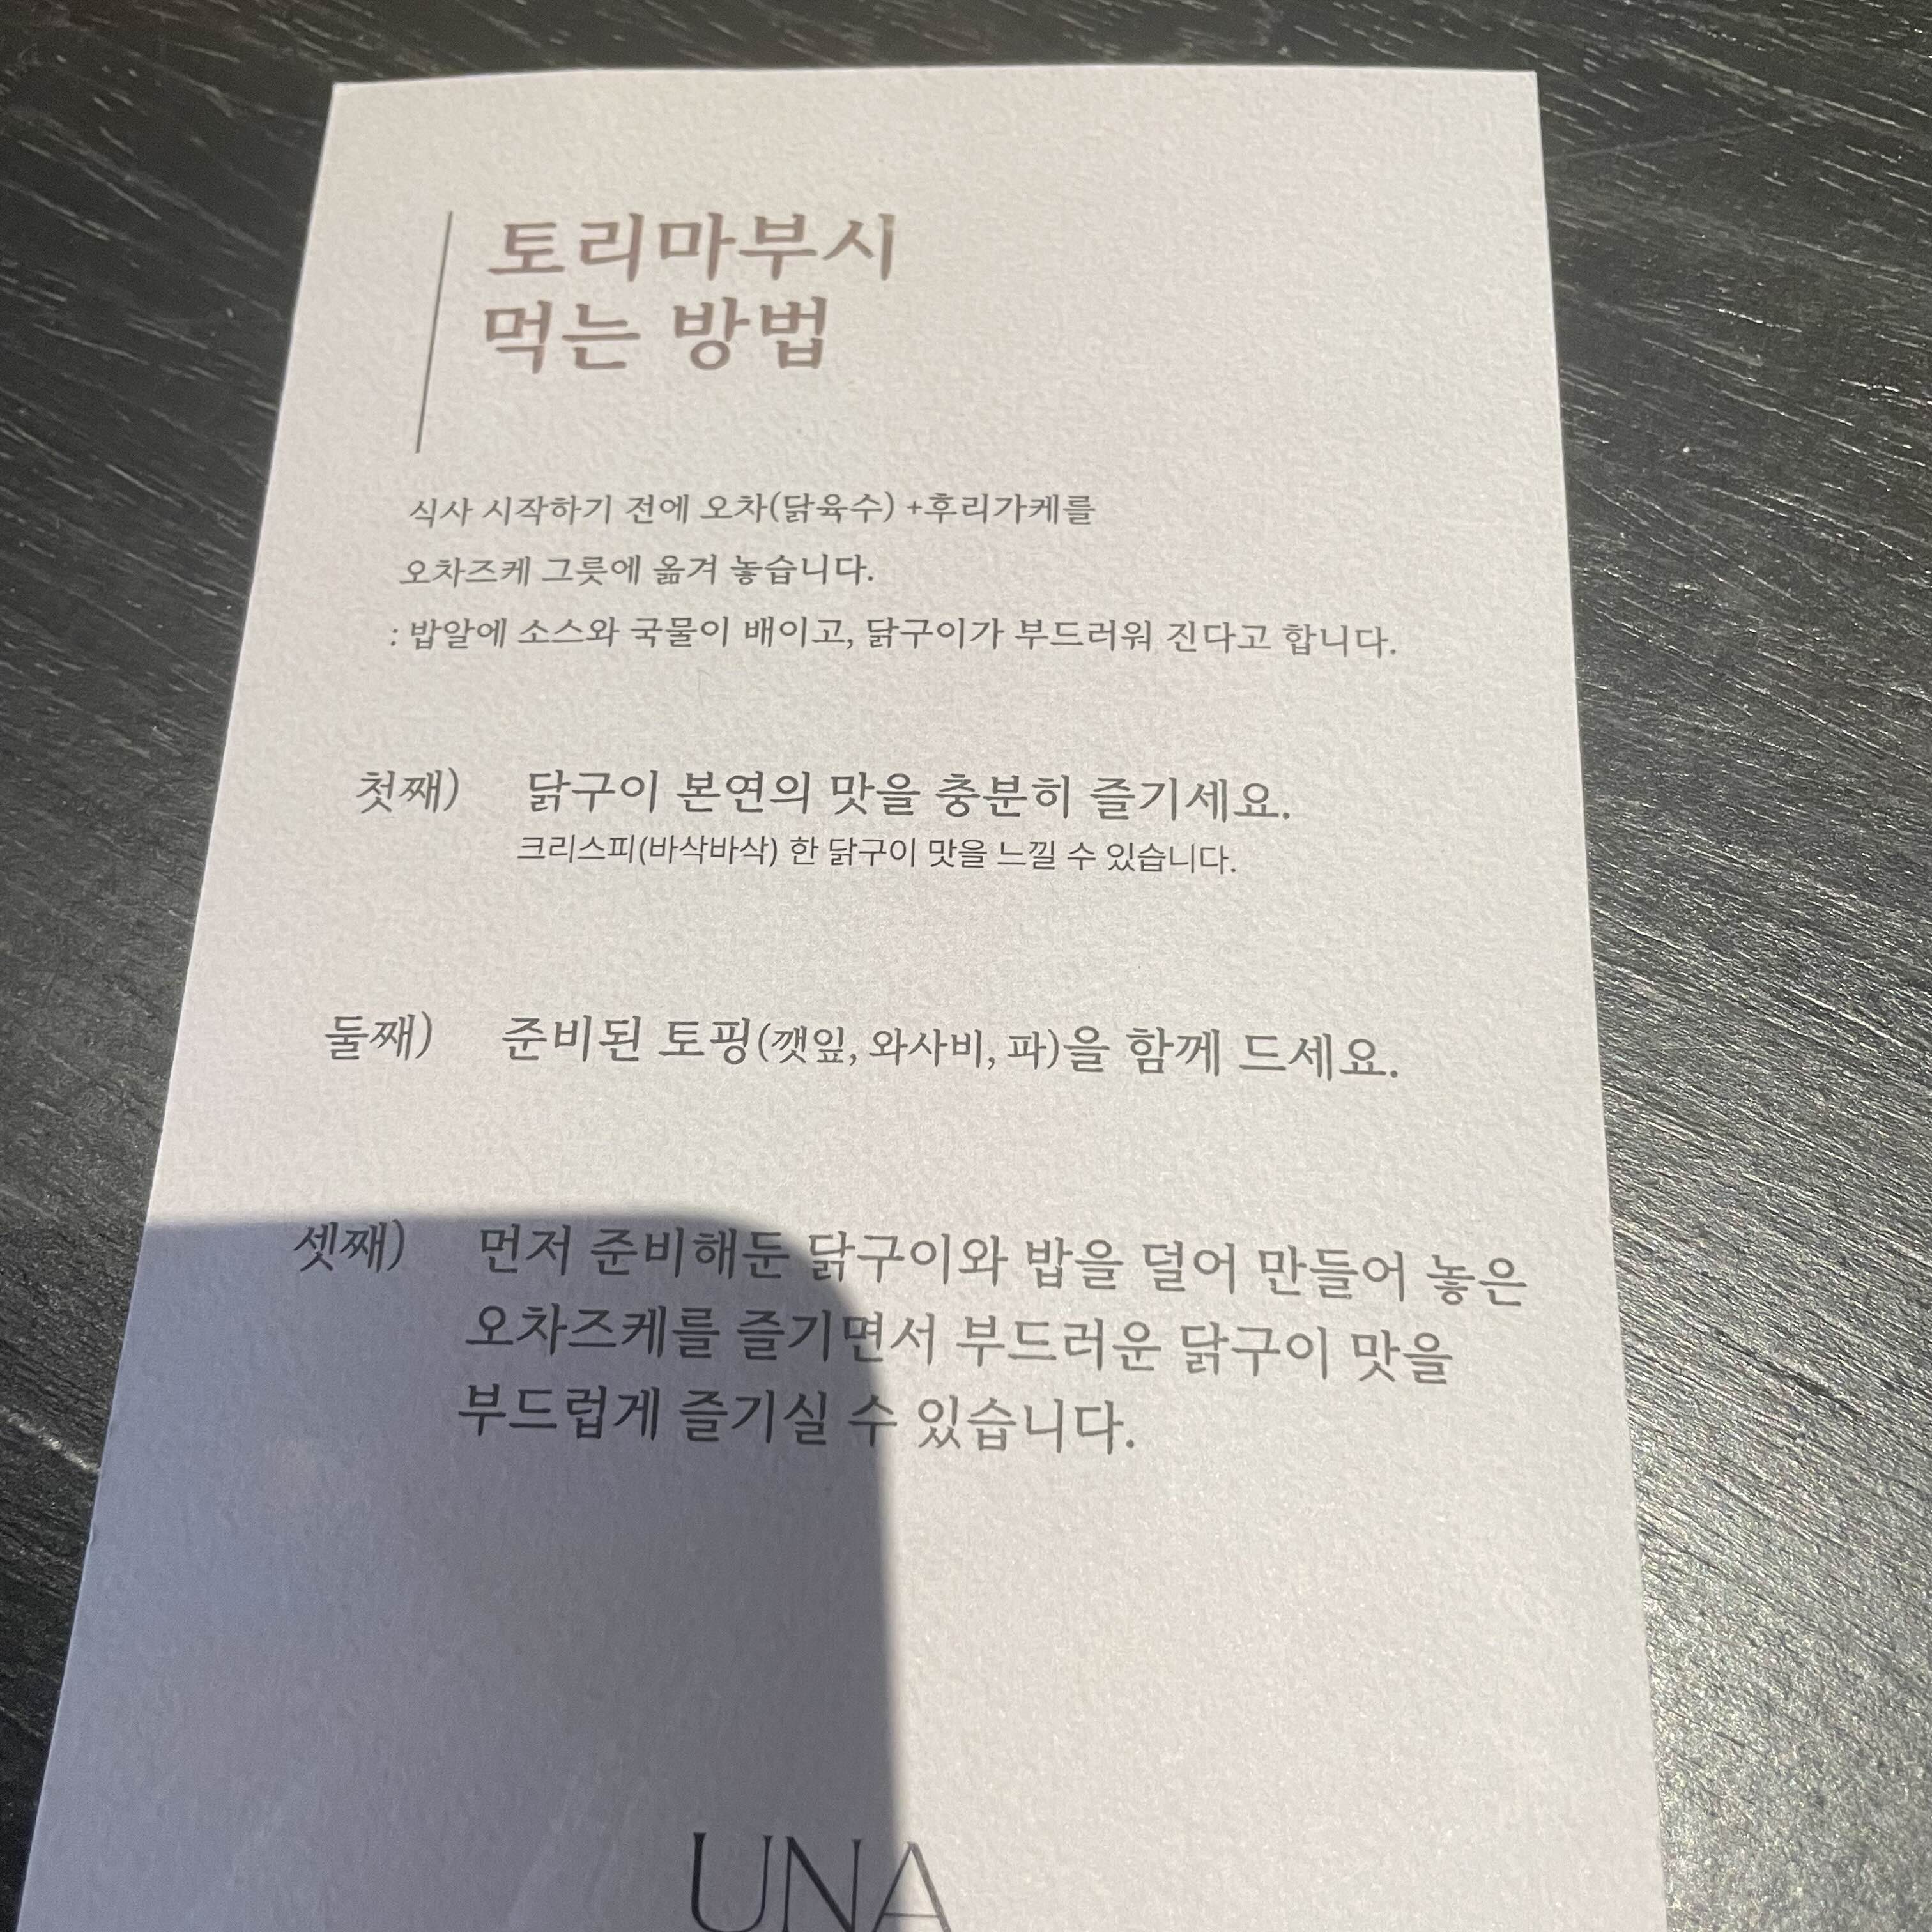 토리마부시
먹는 방법
식사 시작하기 전에 오차(닭육수) +후리가케를
오차즈케 그릇에 옮겨 놓습니다.
: 밥알에 소스와 국물이 배이고, 닭구이가 부드러워 진다고 합니다.
첫째) 닭구이 본연의 맛을 충분히 즐기세요.
크리스피(바삭바삭) 한 닭구이 맛을 느낄 수 있습니다.
둘째) 준비된 토핑(깻잎, 와사비, 파)을 함께 드세요.
셋째) 먼저 준비해둔 닭구이와 밥을 덜어 만들어 놓은
오차즈케를 즐기면서 부드러운 닭구이 맛을
부드럽게 즐기실 수 있습니다.
UNA